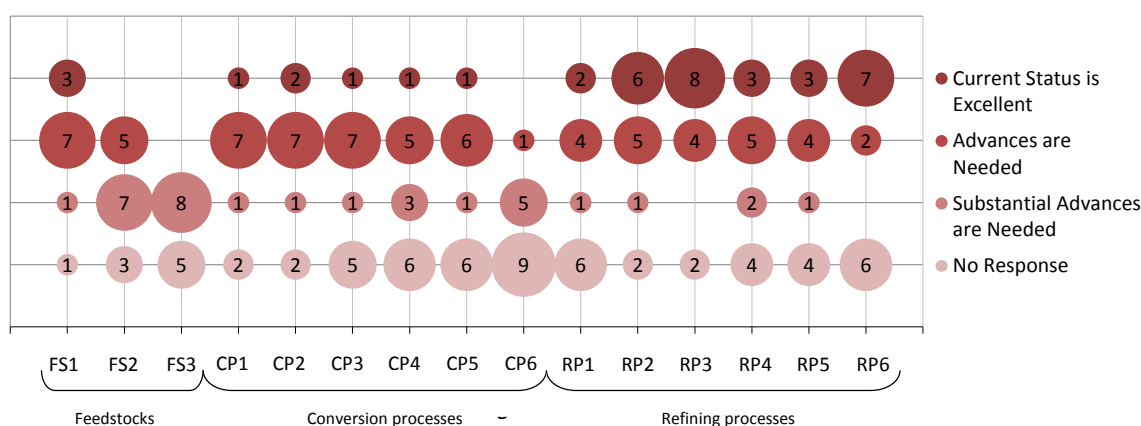 3 1 2 1 1 1 2 6 8 3 3 7
Current Status is
Excellent
7 5 7 7 7 5 6 1 4 5 4 5 4 2
Advances are
Needed
1 7 8 1 1 1 3 1 5 1 1 2 1
Substantial Advances
are Needed
1 3 5 2 2 5 6 6 9 6 2 2 4 4 6
No Response
FS1 FS2 FS3 CP1 CP2 CP3 CP4 CP5 CP6 RP1 RP2 RP3 RP4 RP5 RP6
Feedstocks Conversion processes Refining processes